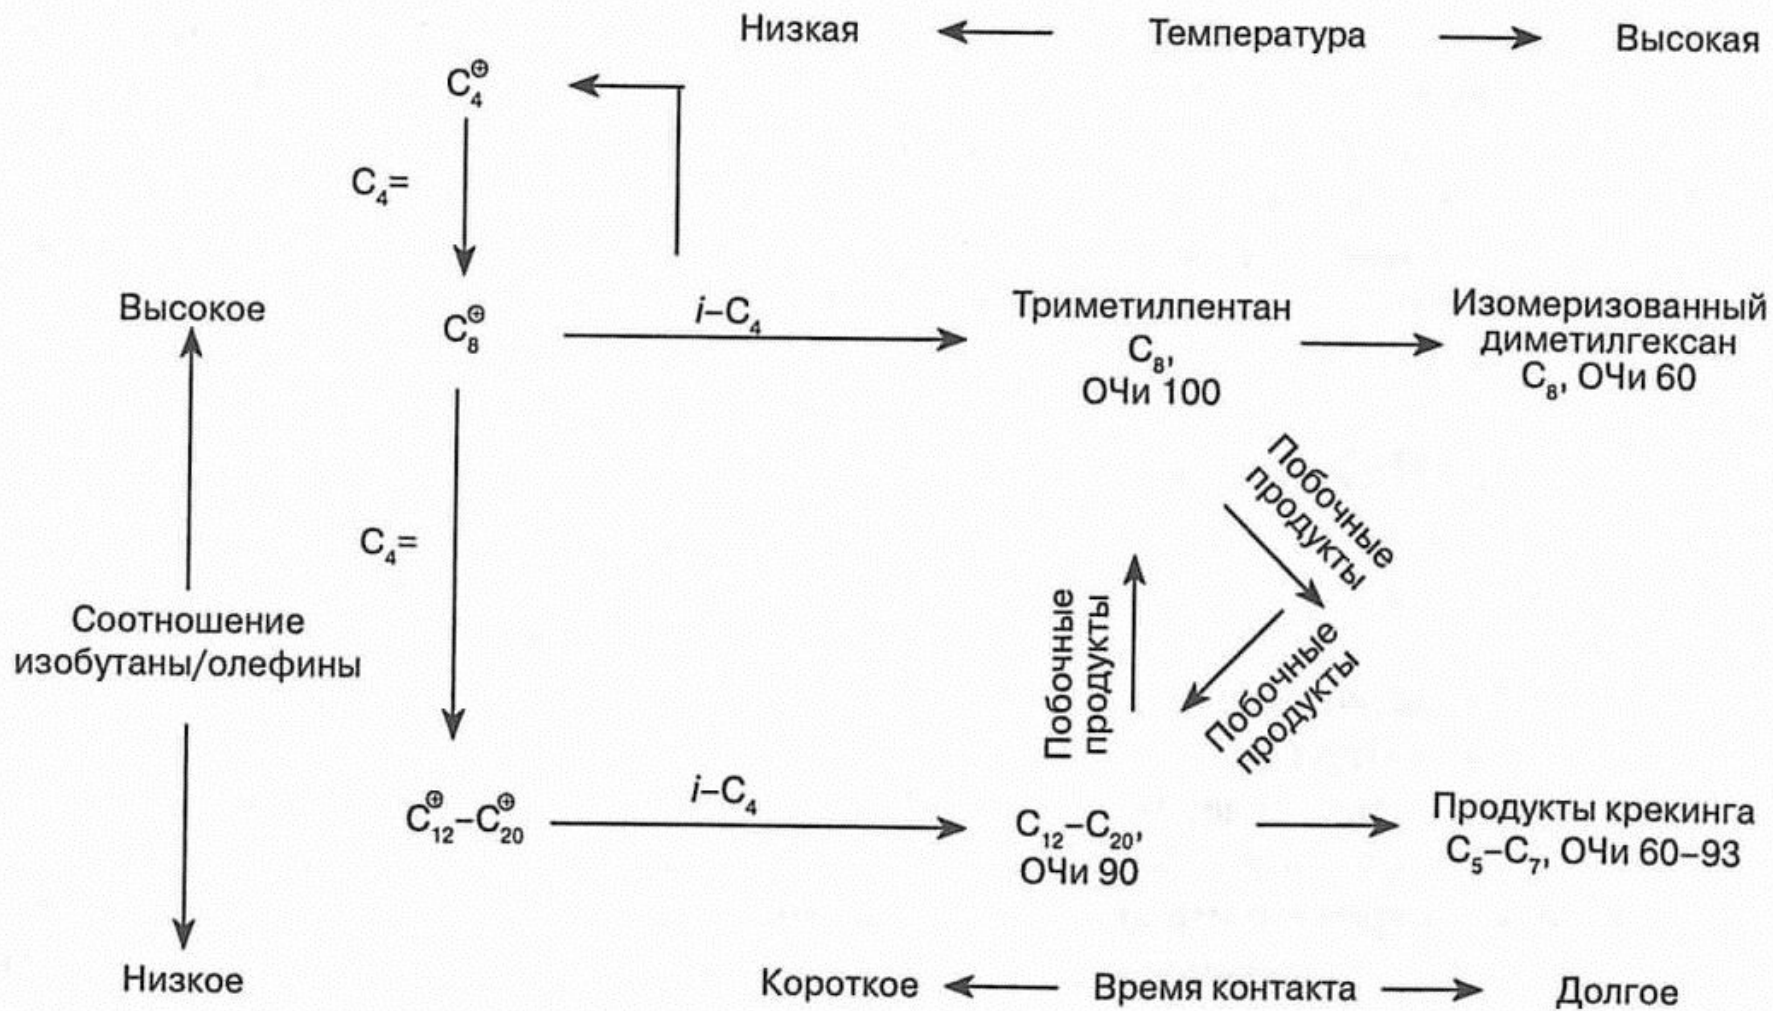 Низкая Температура Высокая
C₄⊕
C₄=
Высокое
C₈⊕
i–C₄
Триметилпентан
C₈,
ОЧи 100
Изомеризованный
диметилгексан
C₈, ОЧи 60
Побочные
продукты
C₄=
Соотношение
изобутаны/олефины
Побочные
продукты
Побочные
продукты
C₁₂⊕–C₂₀⊕
i–C₄
C₁₂–C₂₀,
ОЧи 90
Продукты крекинга
C₅–C₇, ОЧи 60–93
Низкое
Короткое Время контакта Долгое